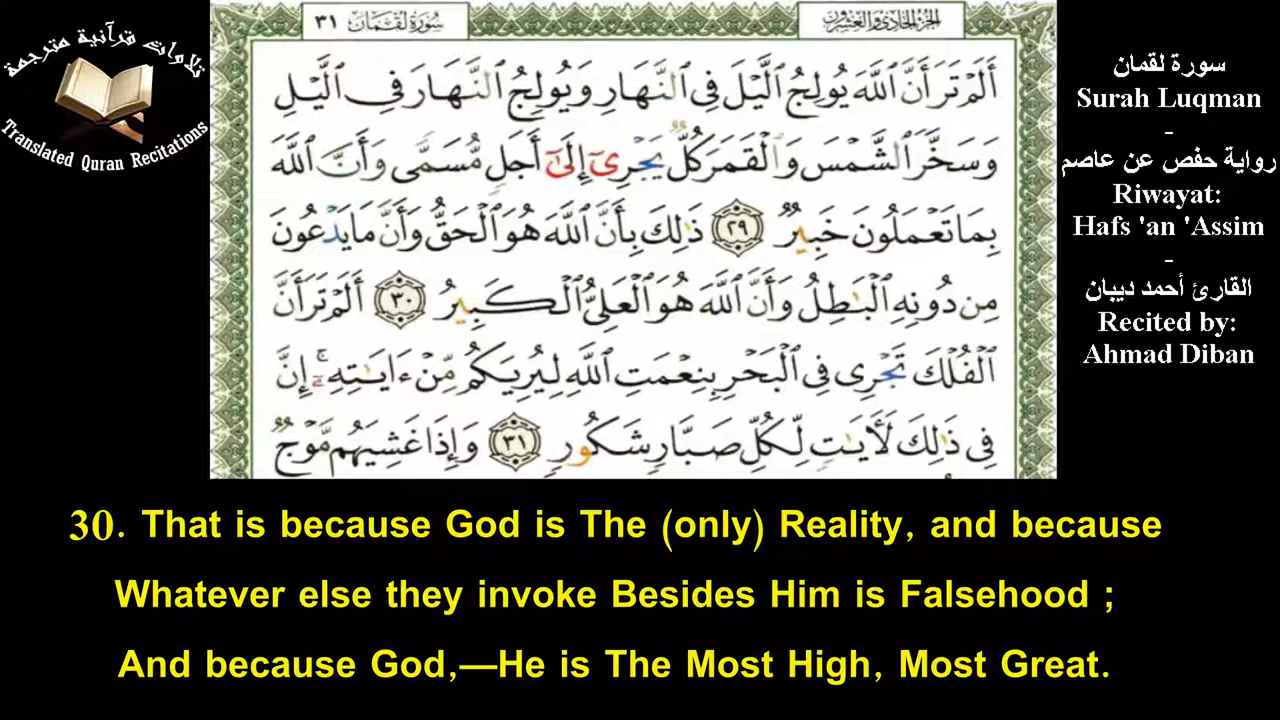 تلاوات قرآنية مترجمة
Translated Quran Recitations
الجزء الحادي والعشرون
سورة لقمان ٣١
أَلَمْ تَرَ أَنَّ ٱللَّهَ يُولِجُ ٱلَّيْلَ فِى ٱلنَّهَارِ وَيُولِجُ ٱلنَّهَارَ فِى ٱلَّيْلِ
وَسَخَّرَ ٱلشَّمْسَ وَٱلْقَمَرَ كُلٌّ يَجْرِىٓ إِلَىٰٓ أَجَلٍ مُّسَمًّى وَأَنَّ ٱللَّهَ
بِمَا تَعْمَلُونَ خَبِيرٌ ٢٩ ذَٰلِكَ بِأَنَّ ٱللَّهَ هُوَ ٱلْحَقُّ وَأَنَّ مَا يَدْعُونَ
مِن دُونِهِ ٱلْبَـٰطِلُ وَأَنَّ ٱللَّهَ هُوَ ٱلْعَلِىُّ ٱلْكَبِيرُ ٣٠ أَلَمْ تَرَ أَنَّ
ٱلْفُلْكَ تَجْرِى فِى ٱلْبَحْرِ بِنِعْمَتِ ٱللَّهِ لِيُرِيَكُم مِّنْ ءَايَـٰتِهِۦٓ ۚ إِنَّ
فِى ذَٰلِكَ لَـَٔايَـٰتٍ لِّكُلِّ صَبَّارٍ شَكُورٍ ٣١ وَإِذَا غَشِيَهُم مَّوْجٌ
سورة لقمان
Surah Luqman
-
رواية حفص عن عاصم
Riwayat:
Hafs 'an 'Assim
-
القارئ أحمد ديبان
Recited by:
Ahmad Diban
30. That is because God is The (only) Reality, and because
Whatever else they invoke Besides Him is Falsehood ;
And because God,—He is The Most High, Most Great.